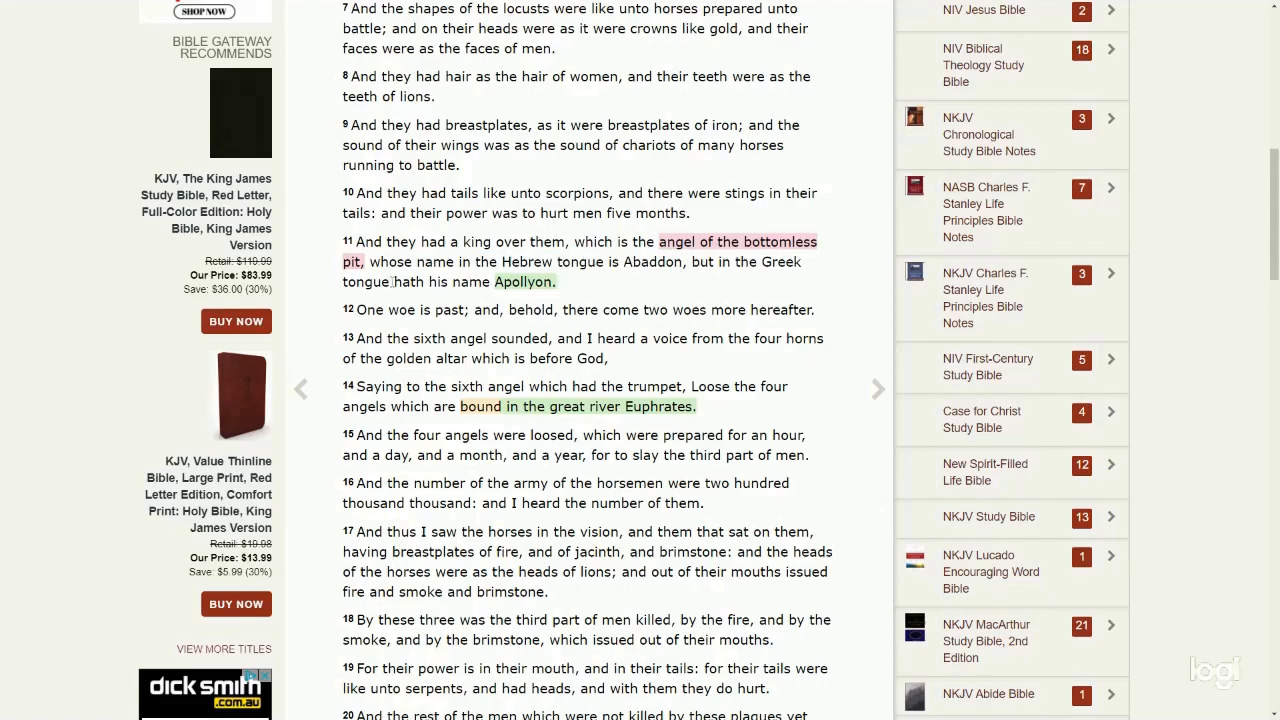 SHOP NOW
BIBLE GATEWAY
RECOMMENDS
KJV, The King James
Study Bible, Red Letter,
Full-Color Edition: Holy
Bible, King James
Version
Retail: $119.99
Our Price: $83.99
Save: $36.00 (30%)
BUY NOW
KJV, Value Thinline
Bible, Large Print, Red
Letter Edition, Comfort
Print: Holy Bible, King
James Version
Retail: $19.98
Our Price: $13.99
Save: $5.99 (30%)
BUY NOW
VIEW MORE TITLES
dick smith
.com.au
7 And the shapes of the locusts were like unto horses prepared unto
battle; and on their heads were as it were crowns like gold, and their
faces were as the faces of men.
8 And they had hair as the hair of women, and their teeth were as the
teeth of lions.
9 And they had breastplates, as it were breastplates of iron; and the
sound of their wings was as the sound of chariots of many horses
running to battle.
10 And they had tails like unto scorpions, and there were stings in their
tails: and their power was to hurt men five months.
11 And they had a king over them, which is the angel of the bottomless
pit, whose name in the Hebrew tongue is Abaddon, but in the Greek
tongue hath his name Apollyon.
12 One woe is past; and, behold, there come two woes more hereafter.
13 And the sixth angel sounded, and I heard a voice from the four horns
of the golden altar which is before God,
14 Saying to the sixth angel which had the trumpet, Loose the four
angels which are bound in the great river Euphrates.
15 And the four angels were loosed, which were prepared for an hour,
and a day, and a month, and a year, for to slay the third part of men.
16 And the number of the army of the horsemen were two hundred
thousand thousand: and I heard the number of them.
17 And thus I saw the horses in the vision, and them that sat on them,
having breastplates of fire, and of jacinth, and brimstone: and the heads
of the horses were as the heads of lions; and out of their mouths issued
fire and smoke and brimstone.
18 By these three was the third part of men killed, by the fire, and by the
smoke, and by the brimstone, which issued out of their mouths.
19 For their power is in their mouth, and in their tails: for their tails were
like unto serpents, and had heads, and with them they do hurt.
20 And the rest of the men which were not killed by these plagues yet
NIV Jesus Bible 2
NIV Biblical 18
Theology Study
Bible
NKJV 3
Chronological
Study Bible Notes
NASB Charles F. 7
Stanley Life
Principles Bible
Notes
NKJV Charles F. 3
Stanley Life
Principles Bible
Notes
NIV First-Century 5
Study Bible
Case for Christ 4
Study Bible
New Spirit-Filled 12
Life Bible
NKJV Study Bible 13
NKJV Lucado 1
Encouraging Word
Bible
NKJV MacArthur 21
Study Bible, 2nd
Edition
NKJV Abide Bible 1
logi